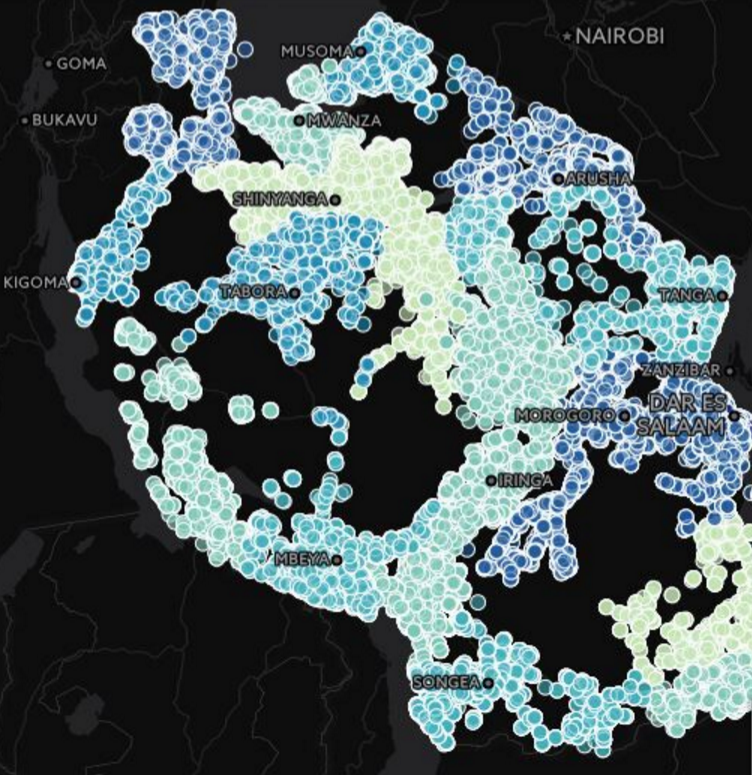 NAIROBI
MUSOMA
GOMA
BUKAVU
MWANZA
ARUSHA
SHINYANGA
KIGOMA
TABORA
TANGA
ZANZIBAR
DAR ES
SALAAM
MOROGORO
IRINGA
MBEYA
SONGEA